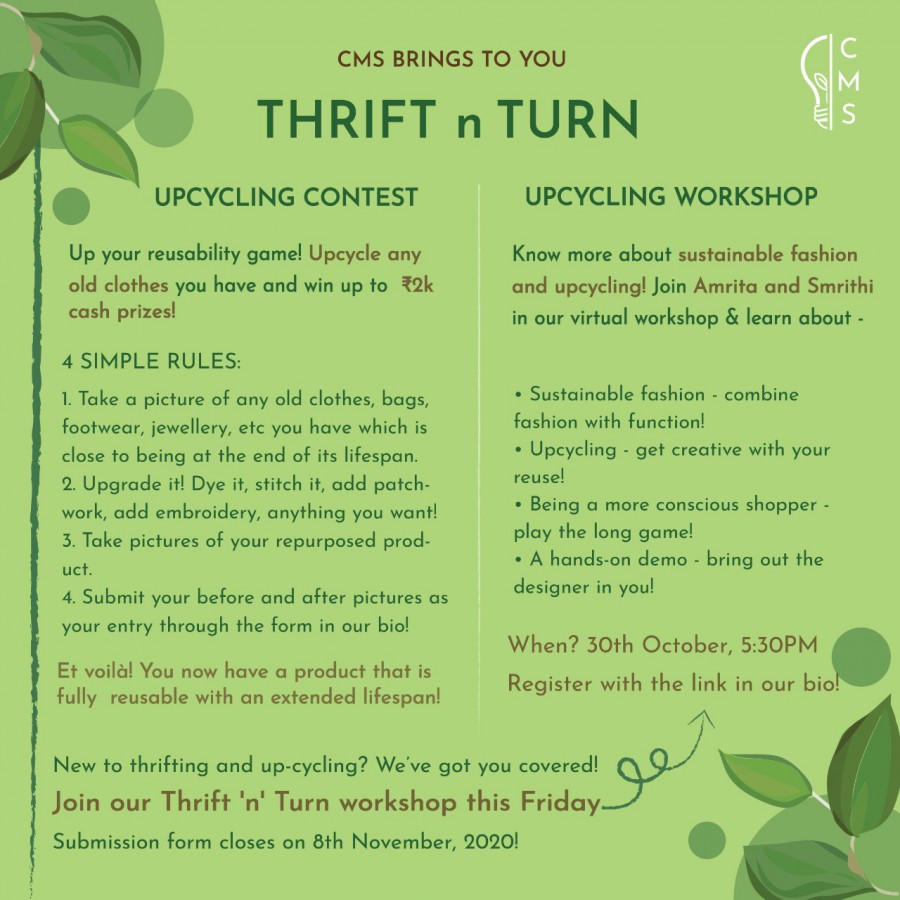 CMS BRINGS TO YOU
C
M
S
THRIFT n TURN
UPCYCLING CONTEST
Up your reusability game! Upcycle any
old clothes you have and win up to ₹2k
cash prizes!
4 SIMPLE RULES:
1. Take a picture of any old clothes, bags,
footwear, jewellery, etc you have which is
close to being at the end of its lifespan.
2. Upgrade it! Dye it, stitch it, add patch-
work, add embroidery, anything you want!
3. Take pictures of your repurposed prod-
uct.
4. Submit your before and after pictures as
your entry through the form in our bio!
Et voilà! You now have a product that is
fully reusable with an extended lifespan!
UPCYCLING WORKSHOP
Know more about sustainable fashion
and upcycling! Join Amrita and Smrithi
in our virtual workshop & learn about -
• Sustainable fashion - combine
fashion with function!
• Upcycling - get creative with your
reuse!
• Being a more conscious shopper -
play the long game!
• A hands-on demo - bring out the
designer in you!
When? 30th October, 5:30PM
Register with the link in our bio!
New to thrifting and up-cycling? We've got you covered!
Join our Thrift 'n' Turn workshop this Friday
Submission form closes on 8th November, 2020!